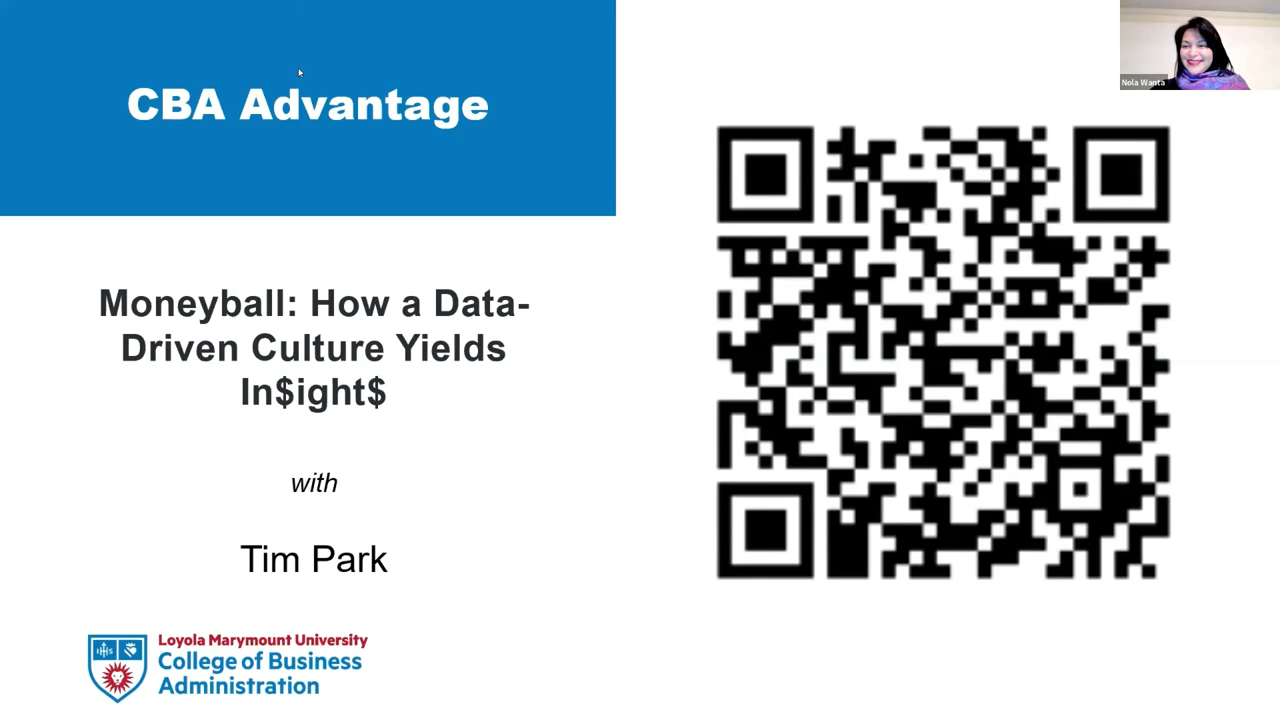 CBA Advantage
Nola Wanta
Moneyball: How a Data-
Driven Culture Yields
In$ight$
with
Tim Park
Loyola Marymount University
College of Business
Administration
IHS